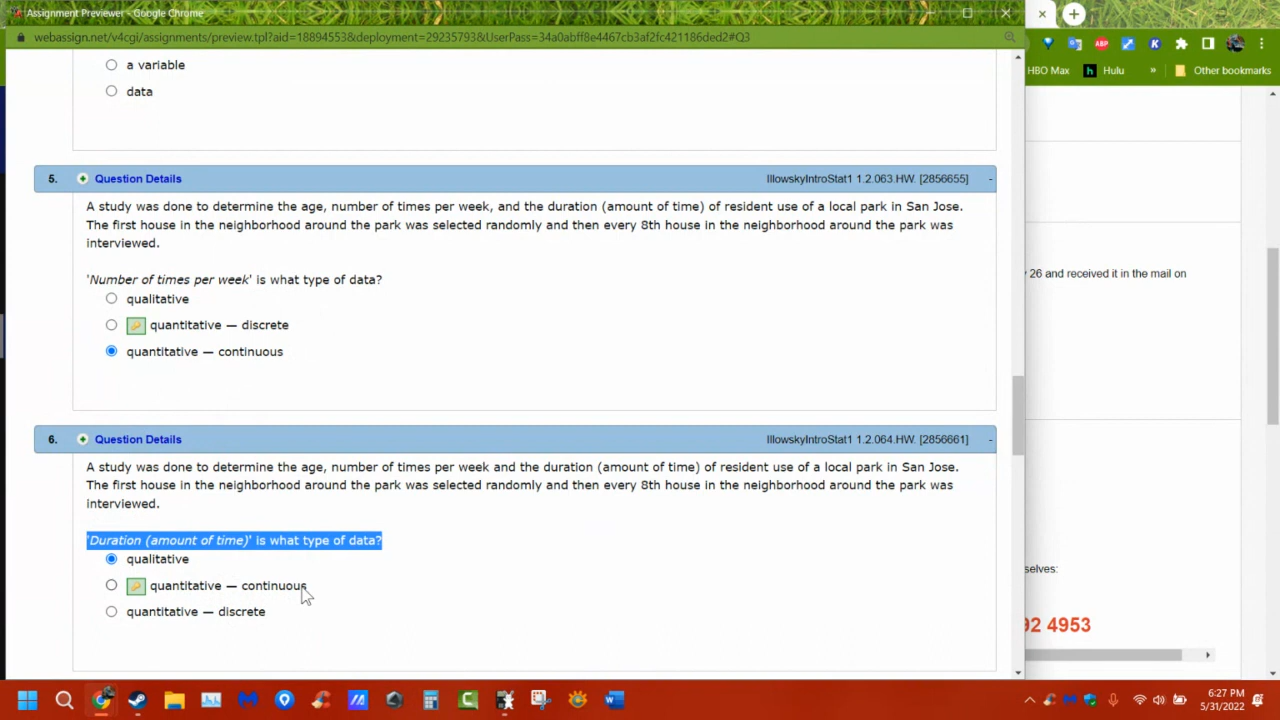 Assignment Previewer - Google Chrome
webassign.net/v4cgi/assignments/preview.tpl?aid=18894553&deployment=29235793&UserPass=34a0abff8e4467cb3af2fc421186ded2#Q3
HBO Max
Hulu
»
Other bookmarks
a variable
data
5. Question Details IllowskyIntroStat1 1.2.063.HW. [2856655] -
A study was done to determine the age, number of times per week, and the duration (amount of time) of resident use of a local park in San Jose.
The first house in the neighborhood around the park was selected randomly and then every 8th house in the neighborhood around the park was
interviewed.
'Number of times per week' is what type of data?
qualitative
quantitative — discrete
quantitative — continuous
26 and received it in the mail on
6. Question Details IllowskyIntroStat1 1.2.064.HW. [2856661] -
A study was done to determine the age, number of times per week and the duration (amount of time) of resident use of a local park in San Jose.
The first house in the neighborhood around the park was selected randomly and then every 8th house in the neighborhood around the park was
interviewed.
'Duration (amount of time)' is what type of data?
qualitative
quantitative — continuous
quantitative — discrete
selves:
92 4953
6:27 PM
5/31/2022